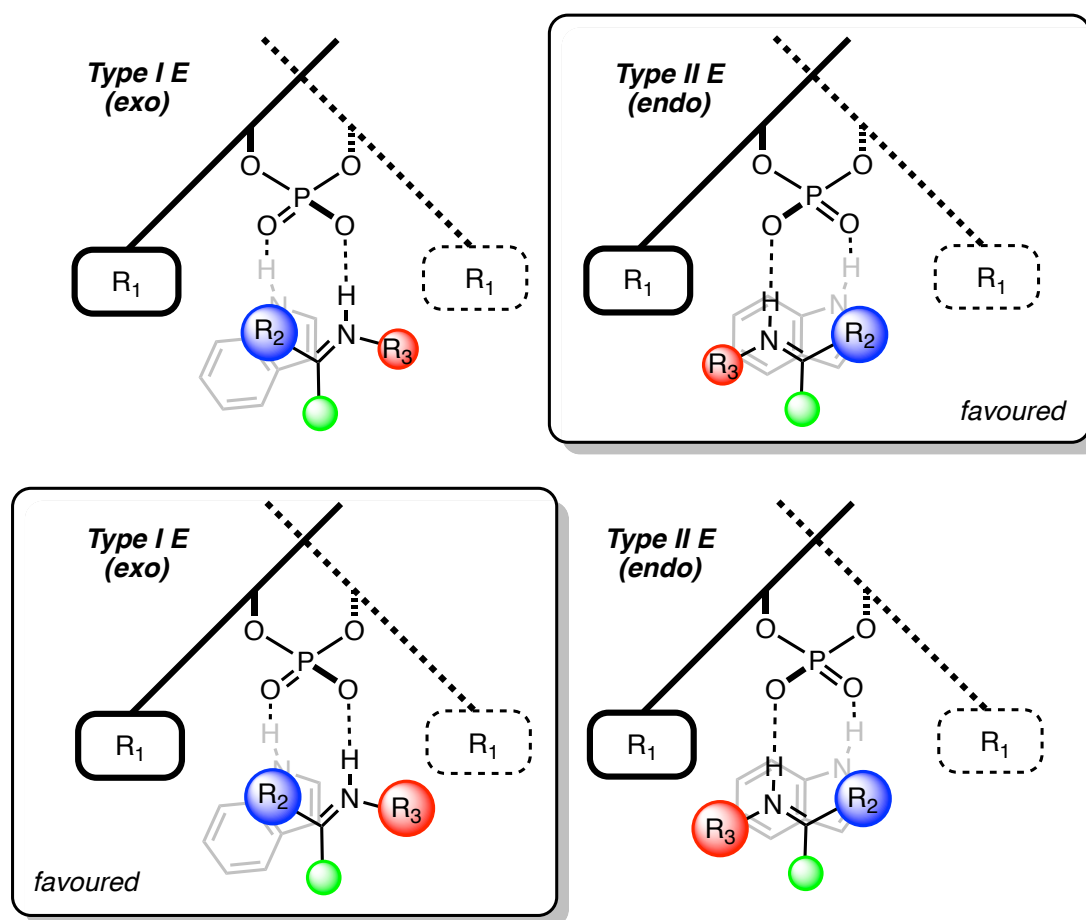 Type I E
(exo)
O
O
P
O
O
H
H
N
N
R1
R1
R2
R3
Type II E
(endo)
O
O
P
O
O
H
H
N
N
R1
R1
R2
R3
favoured
Type I E
(exo)
O
O
P
O
O
H
H
N
N
R1
R1
R2
R3
favoured
Type II E
(endo)
O
O
P
O
O
H
H
N
N
R1
R1
R2
R3